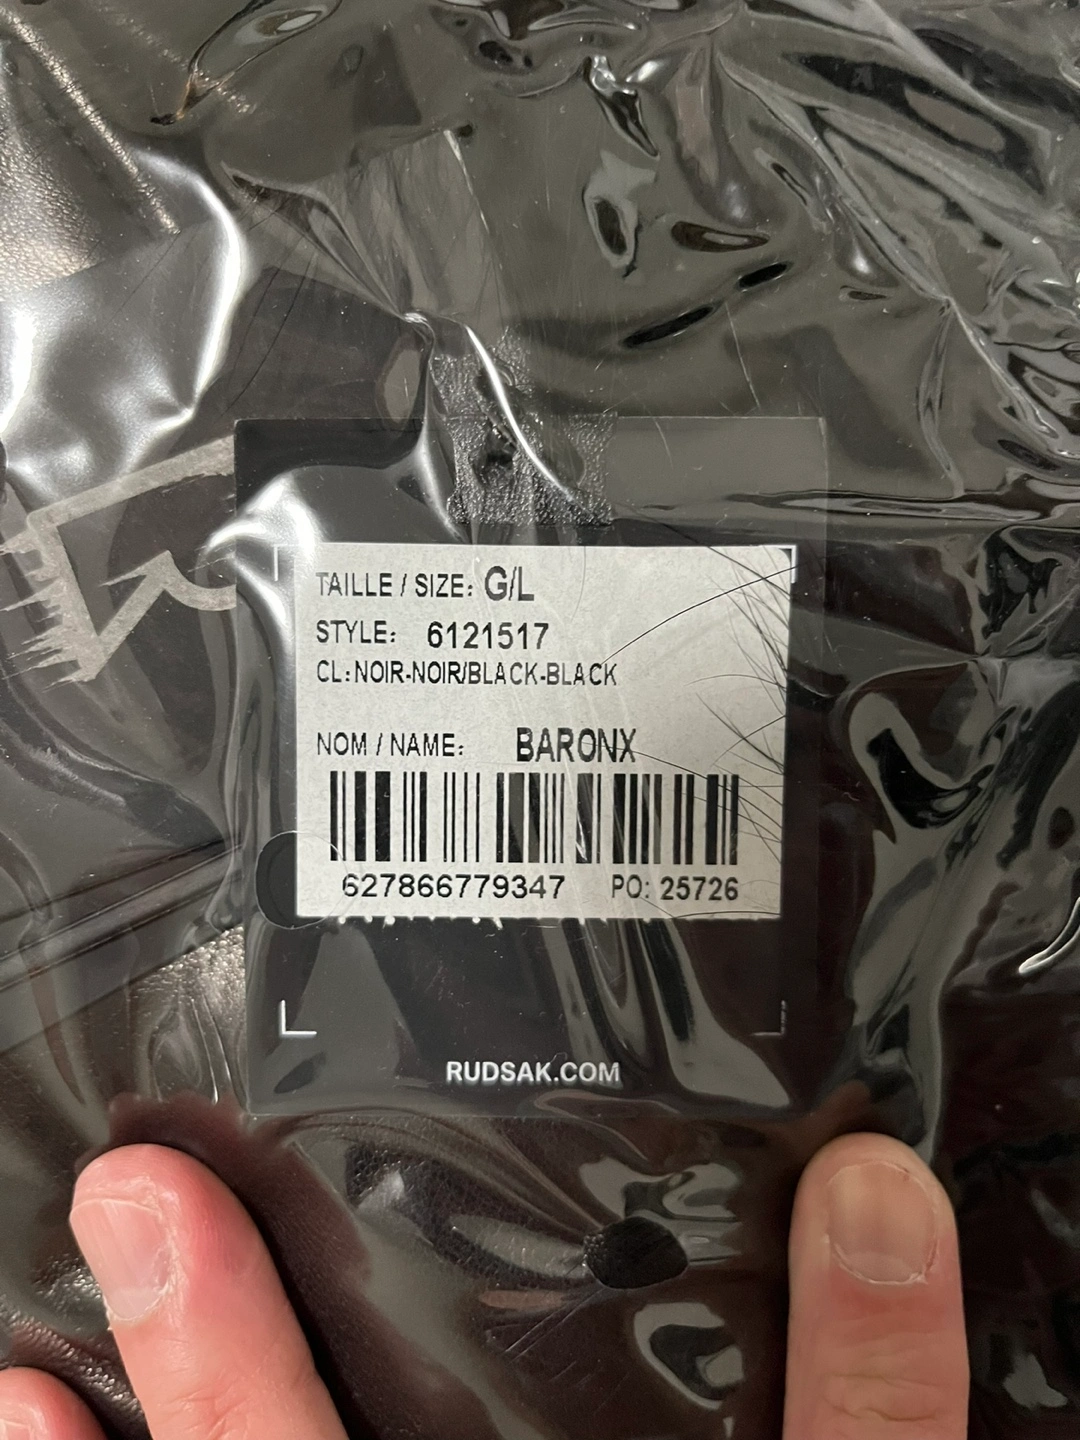 TAILLE / SIZE: G/L
STYLE: 6121517
CL: NOIR-NOIR/BLACK-BLACK
NOM / NAME: BARONX
627866779347 PO: 25726
RUDSAK.COM